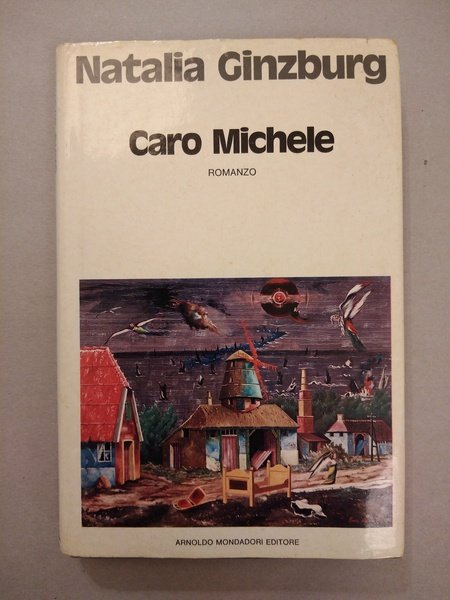 Natalia Ginzburg
Caro Michele
ROMANZO
ARNOLDO MONDADORI EDITORE